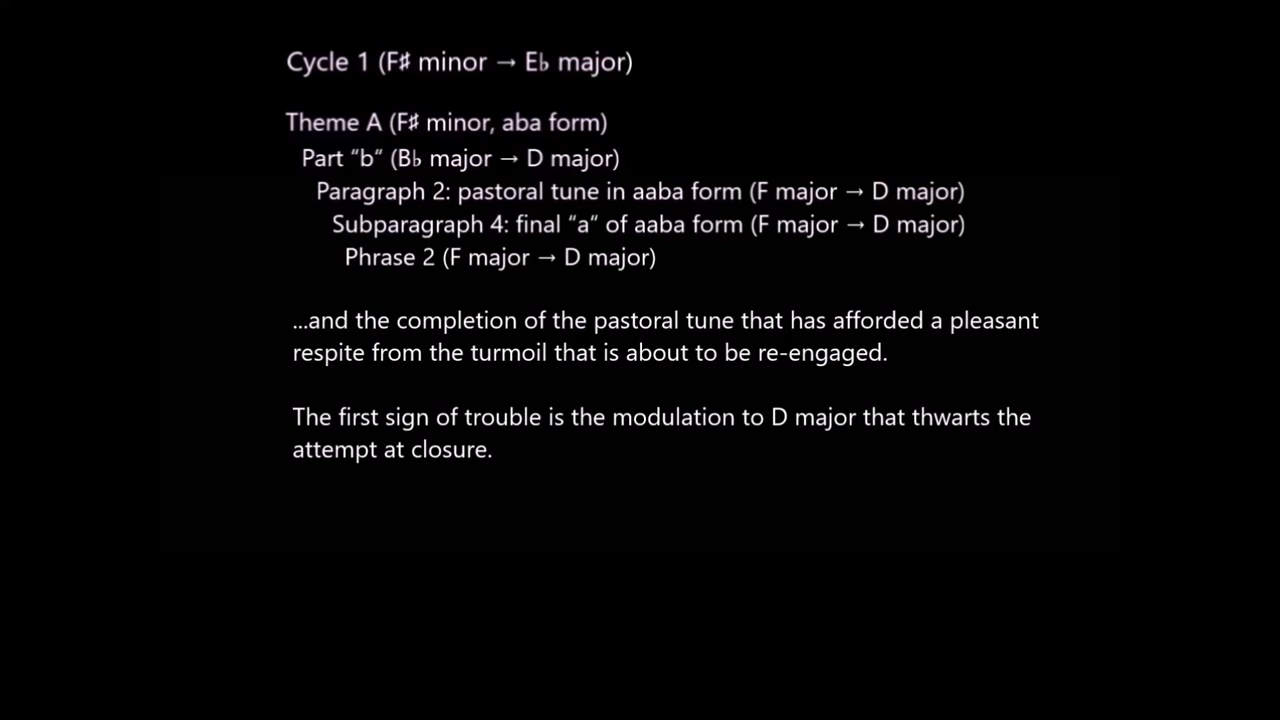 Cycle 1 (F♯ minor → E♭ major)
Theme A (F♯ minor, aba form)
Part “b“ (B♭ major → D major)
Paragraph 2: pastoral tune in aaba form (F major → D major)
Subparagraph 4: final “a“ of aaba form (F major → D major)
Phrase 2 (F major → D major)
...and the completion of the pastoral tune that has afforded a pleasant
respite from the turmoil that is about to be re-engaged.
The first sign of trouble is the modulation to D major that thwarts the
attempt at closure.